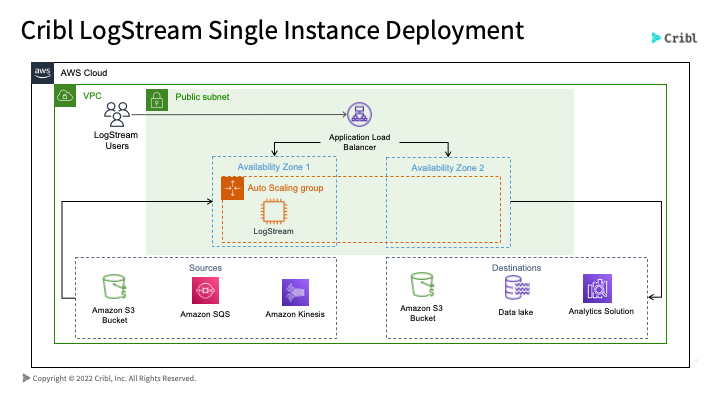 Cribl LogStream Single Instance Deployment
Cribl
aws
AWS Cloud
VPC
Public subnet
LogStream
Users
Application Load
Balancer
Availability Zone 1
Availability Zone 2
Auto Scaling group
LogStream
Sources
Amazon S3
Bucket
Amazon SQS
Amazon Kinesis
Destinations
Amazon S3
Bucket
Data lake
Analytics Solution
Copyright © 2022 Cribl, Inc. All Rights Reserved.